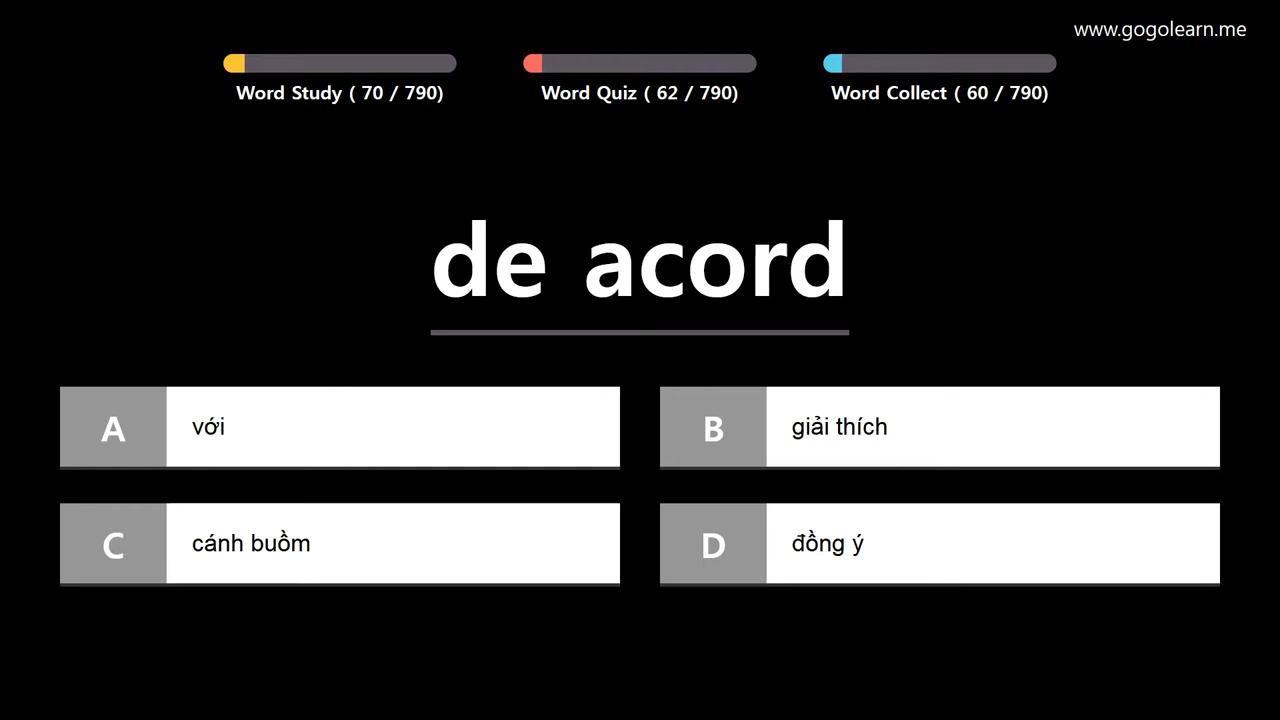 www.gogolearn.me
Word Study ( 70 / 790)
Word Quiz ( 62 / 790)
Word Collect ( 60 / 790)
de acord
A
với
B
giải thích
C
cánh buồm
D
đồng ý